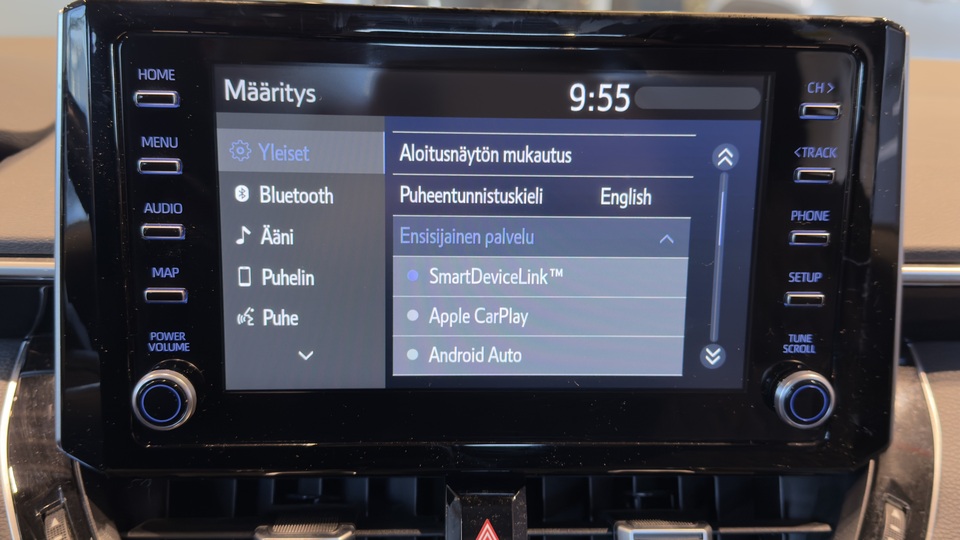 HOME
MENU
AUDIO
MAP
POWER
VOLUME
Määritys
9:55
Yleiset
Bluetooth
Ääni
Puhelin
Puhe
Aloitusnäytön mukautus
Puheentunnistuskieli English
Ensisijainen palvelu
SmartDeviceLink™
Apple CarPlay
Android Auto
CH >
< TRACK
PHONE
SETUP
TUNE
SCROLL